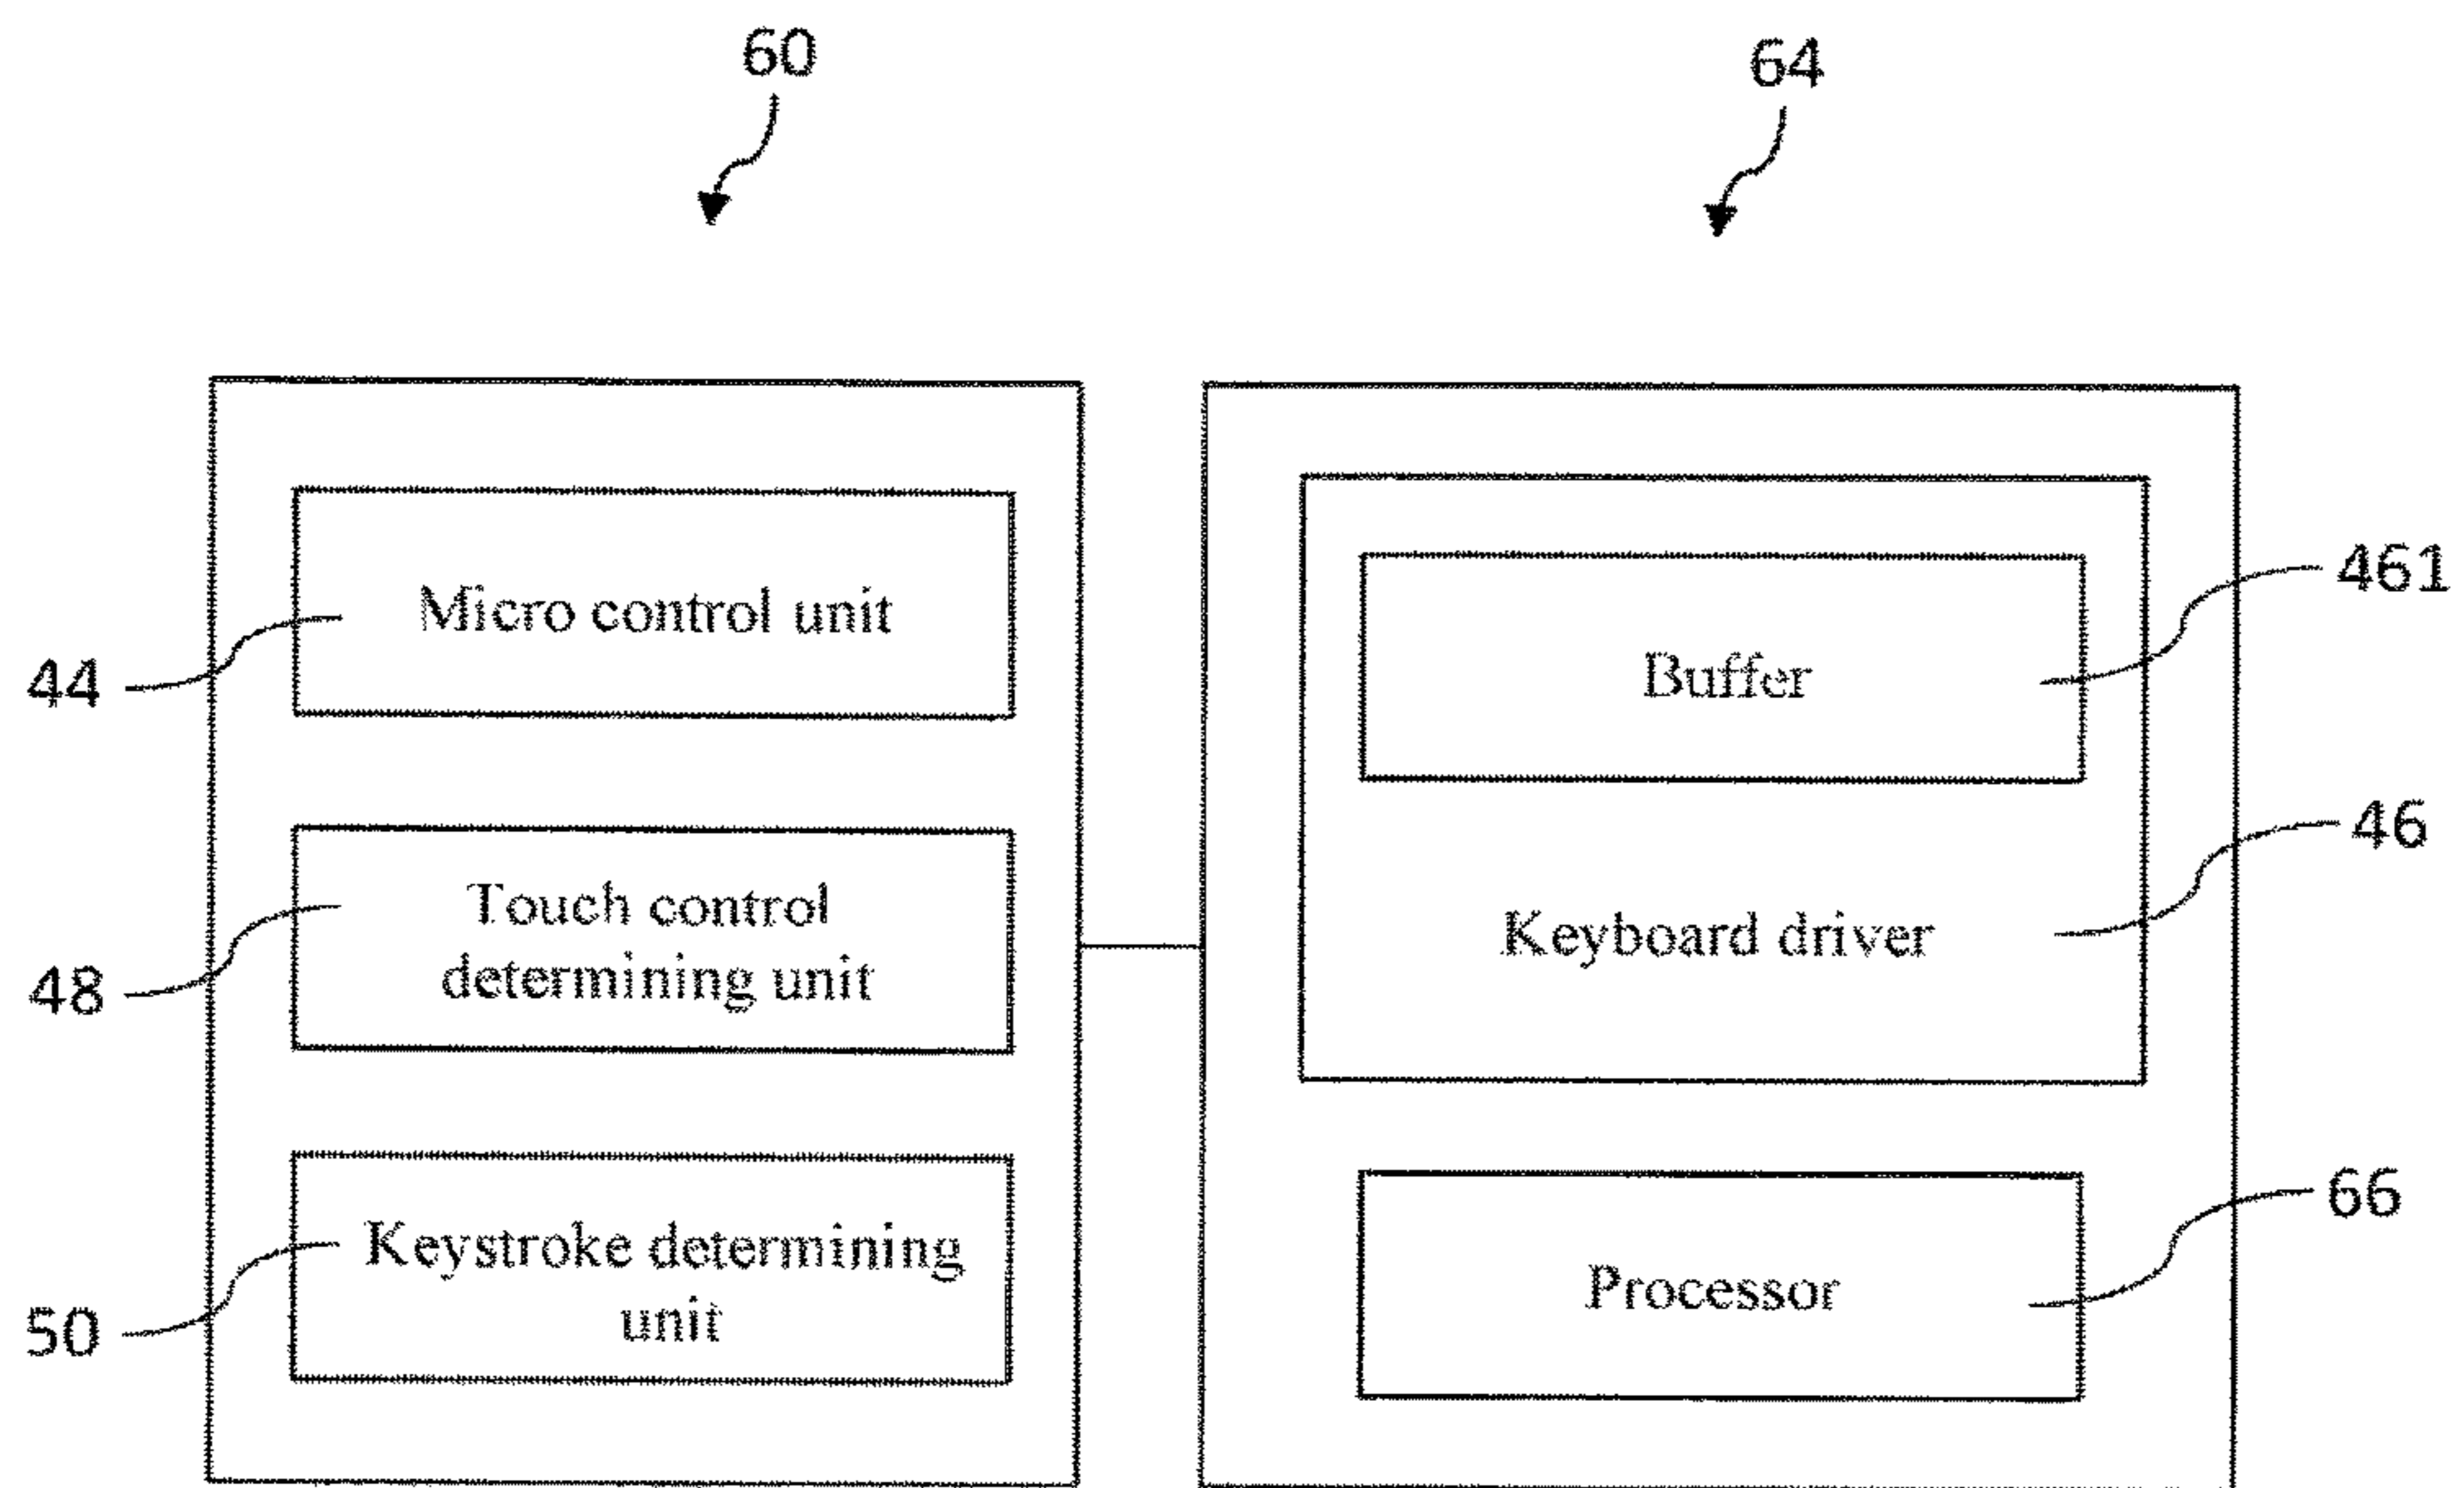 60
64
Micro control unit
44
Touch control
determining unit
48
Keystroke determining
unit
50
Buffer
461
Keyboard driver
46
Processor
66